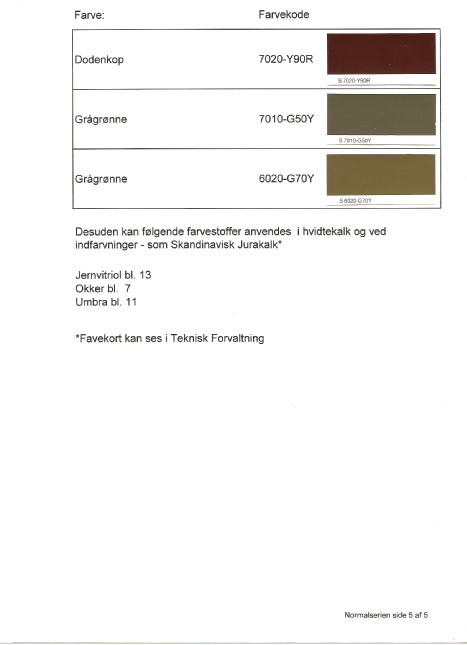 Farve: Farvekode
Dodenkop 7020-Y90R
S 7020-Y90R
Grågrønne 7010-G50Y
S 7010-G50Y
Grågrønne 6020-G70Y
S 6020-G70Y
Desuden kan følgende farvestoffer anvendes i hvidtekalk og ved
indfarvninger - som Skandinavisk Jurakalk*
Jernvitriol bl. 13
Okker bl. 7
Umbra bl. 11
*Favekort kan ses i Teknisk Forvaltning
Normalserien side 5 af 5